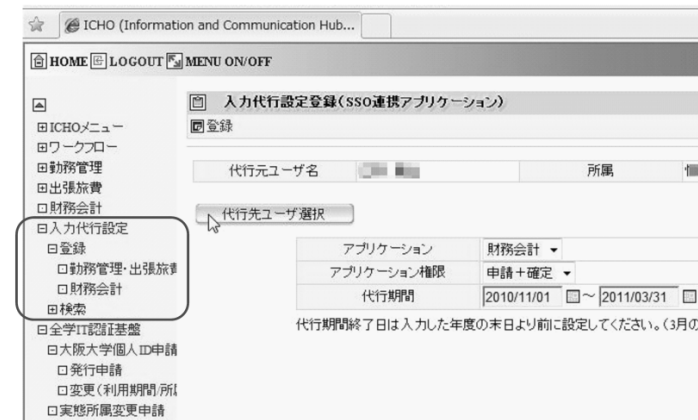 ICHO (Information and Communication Hub...
HOME LOGOUT MENU ON/OFF
入力代行設定登録(SSO連携アプリケーション)
登録
ICHOメニュー
ワークフロー
勤務管理
出張旅費
財務会計
入力代行設定
登録
勤務管理・出張旅費
財務会計
検索
全学IT認証基盤
大阪大学個人ID申請
発行申請
変更(利用期間/所
実態所属変更申請
代行元ユーザ名 所属
代行先ユーザ選択
アプリケーション 財務会計
アプリケーション権限 申請+確定
代行期間 2010/11/01 ~ 2011/03/31
代行期間終了日は入力した年度の末日より前に設定してください。(3月の